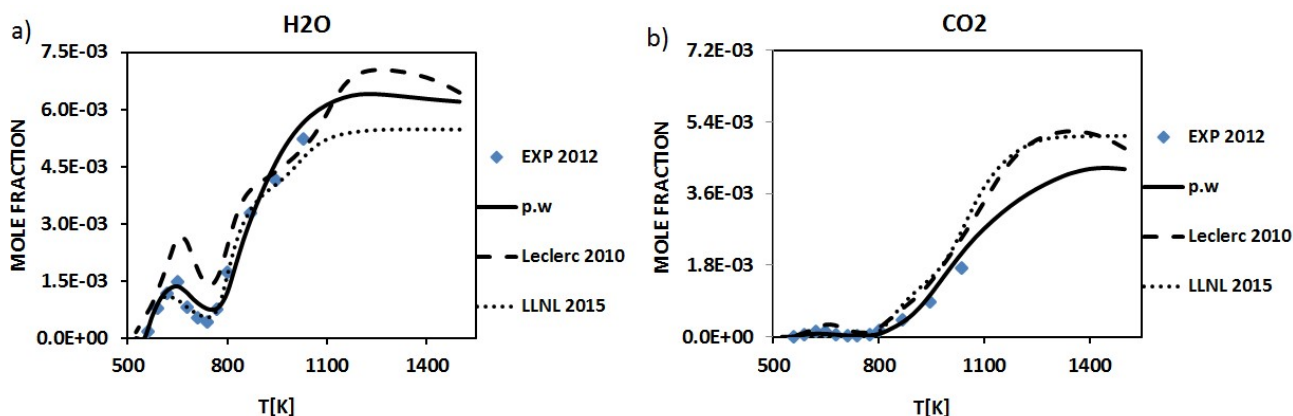 a)
H2O
MOLE FRACTION
7.5E-03
6.0E-03
4.5E-03
3.0E-03
1.5E-03
0.0E+00
500
800
1100
1400
T[K]
EXP 2012
p.w
Leclerc 2010
LLNL 2015
b)
CO2
MOLE FRACTION
7.2E-03
5.4E-03
3.6E-03
1.8E-03
0.0E-03
500
800
1100
1400
T[K]
EXP 2012
p.w
Leclerc 2010
LLNL 2015